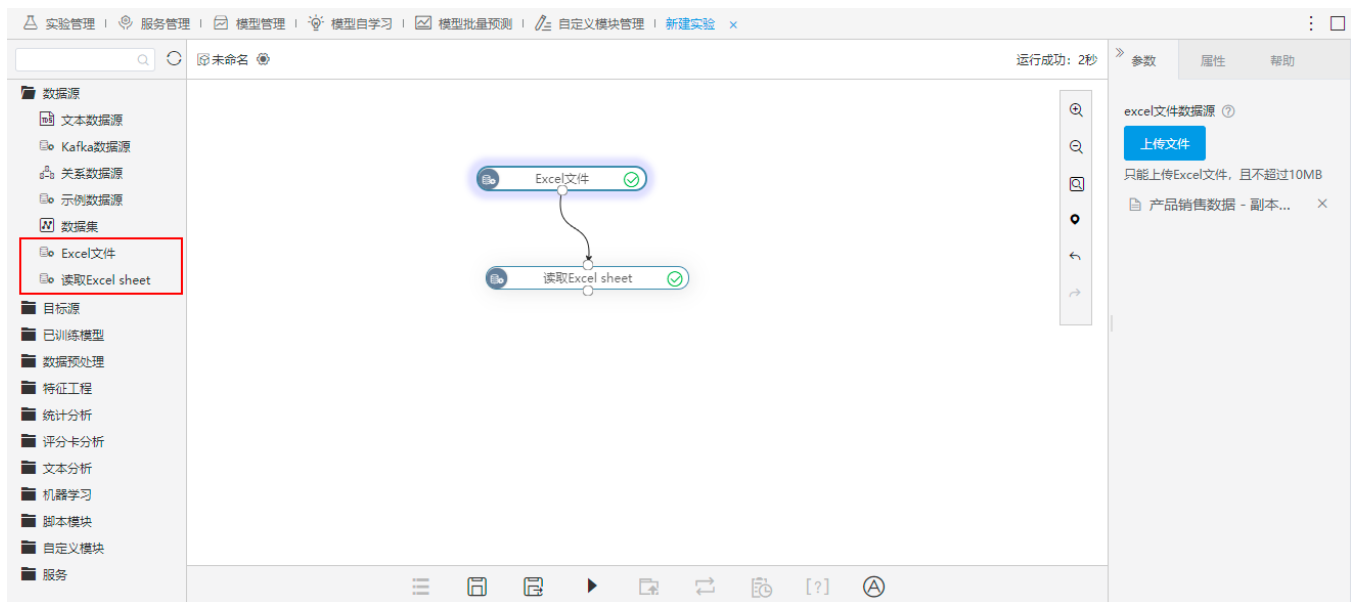 实验管理 服务管理 模型管理 模型自学习 模型批量预测 自定义模块管理 新建实验 ×
未命名 运行成功：2秒
参数 属性 帮助
数据源
文本数据源
Kafka数据源
关系数据源
示例数据源
数据集
Excel文件
读取Excel sheet
目标源
已训练模型
数据预处理
特征工程
统计分析
评分卡分析
文本分析
机器学习
脚本模块
自定义模块
服务
Excel文件
读取Excel sheet
[?]
excel文件数据源
上传文件
只能上传Excel文件，且不超过10MB
产品销售数据 - 副本... ×